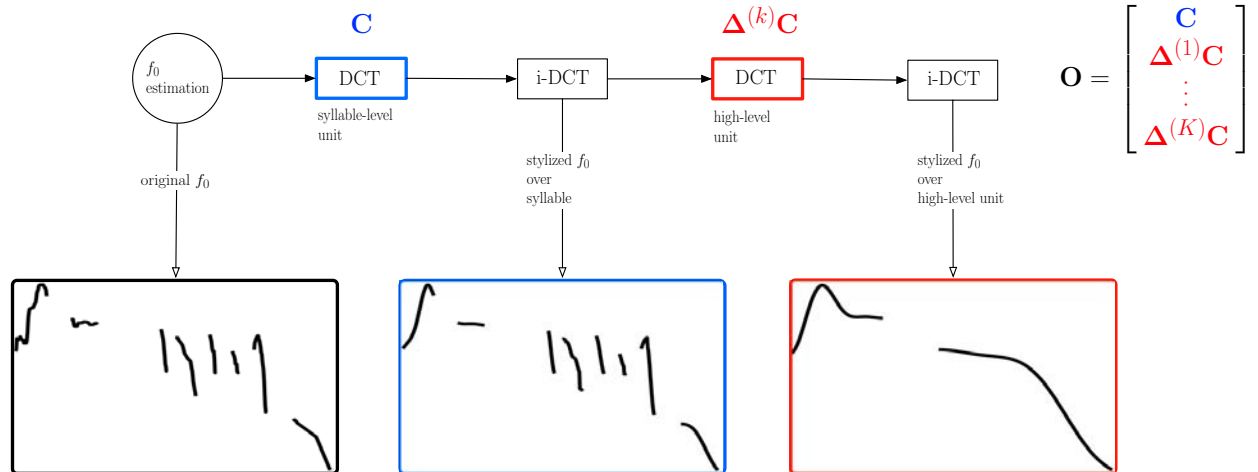 C
Δ^(k)C
f₀
estimation
DCT
i-DCT
DCT
i-DCT
syllable-level
unit
high-level
unit
original f₀
stylized f₀
over
syllable
stylized f₀
over
high-level unit
O =
C
Δ^(1)C
⋮
Δ^(K)C